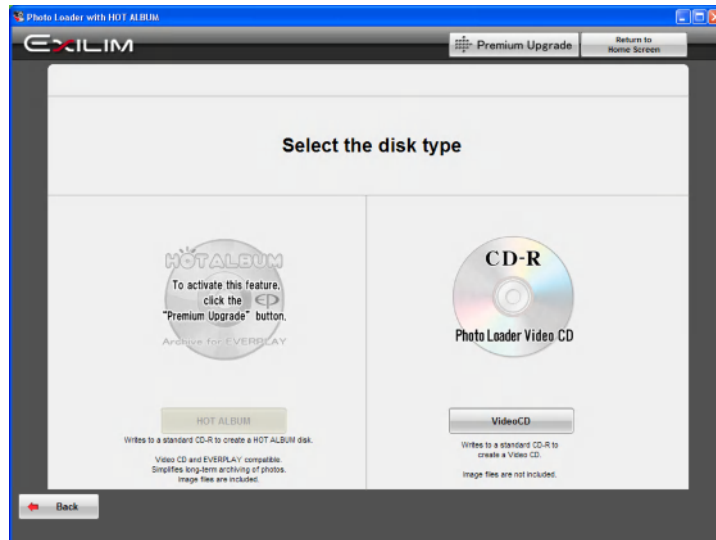 Photo Loader with HOT ALBUM
EXILIM
Premium Upgrade
Return to
Home Screen
Select the disk type
HOT ALBUM
To activate this feature,
click the
"Premium Upgrade" button.
EP
Archive for EVERPLAY
HOT ALBUM
Writes to a standard CD-R to create a HOT ALBUM disk.
Video CD and EVERPLAY compatible.
Simplifies long-term archiving of photos.
Image files are included.
CD-R
Photo Loader Video CD
VideoCD
Writes to a standard CD-R to
create a Video CD.
Image files are not included.
Back